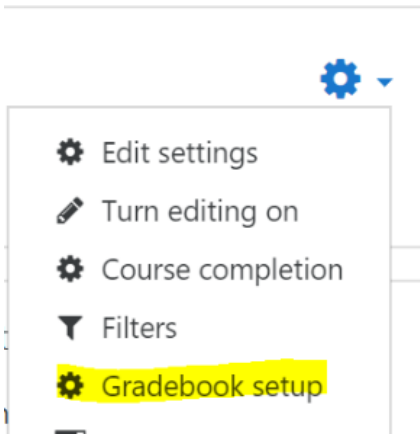 Edit settings
Turn editing on
Course completion
Filters
Gradebook setup